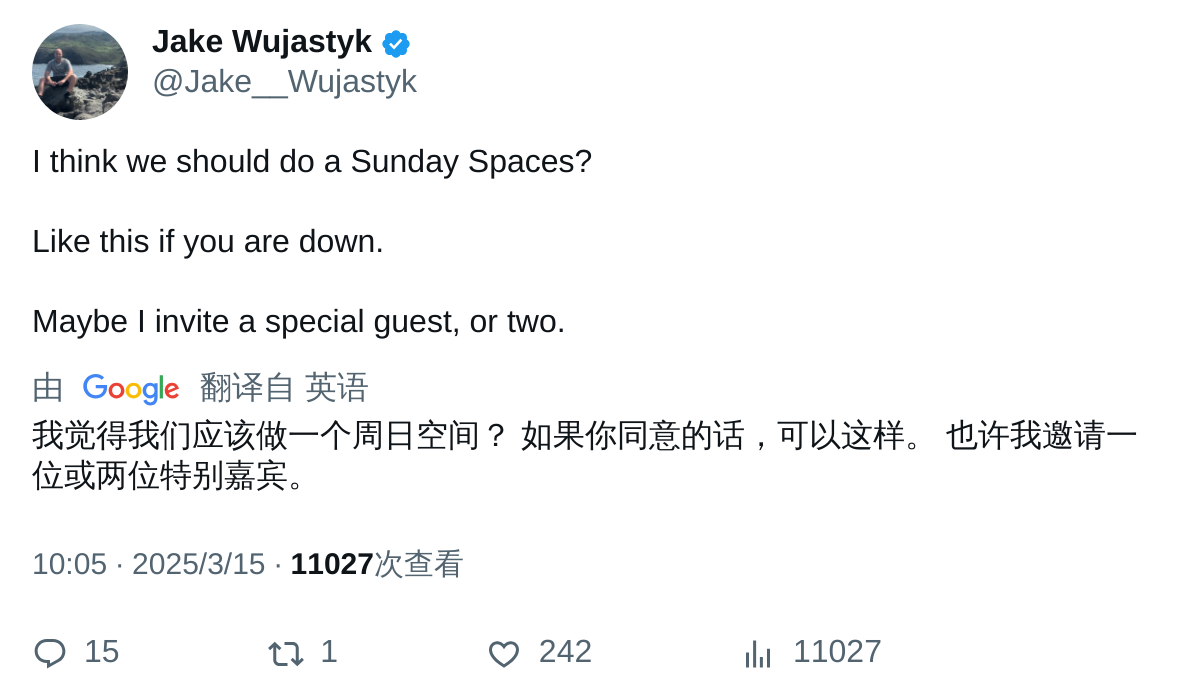 Jake Wujastyk
@Jake__Wujastyk
I think we should do a Sunday Spaces?
Like this if you are down.
Maybe I invite a special guest, or two.
由 Google 翻译自 英语
我觉得我们应该做一个周日空间？ 如果你同意的话，可以这样。 也许我邀请一
位或两位特别嘉宾。
10:05 · 2025/3/15 · 11027次查看
15 1 242 11027